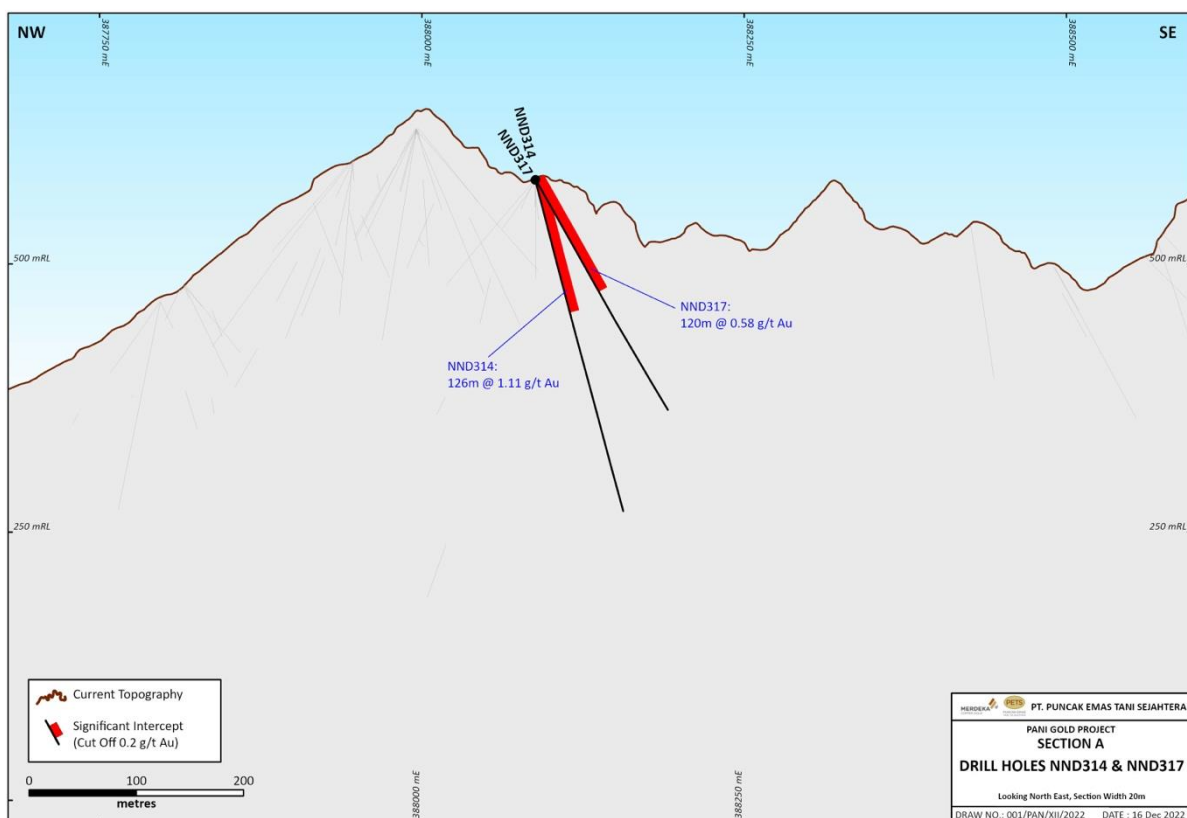 NW
387750 mE
388000 mE
388250 mE
388500 mE
SE
NND314
NND317
500 mRL
500 mRL
NND317:
120m @ 0.58 g/t Au
NND314:
126m @ 1.11 g/t Au
250 mRL
250 mRL
Current Topography
Significant Intercept
(Cut Off 0.2 g/t Au)
0 100 200
metres
388000 mE
388250 mE
MERDEKA
PETS
PT. PUNCAK EMAS TANI SEJAHTERA
PANI GOLD PROJECT
SECTION A
DRILL HOLES NND314 & NND317
Looking North East, Section Width 20m
DRAW NO.: 001/PAN/XII/2022 DATE : 16 Dec 2022